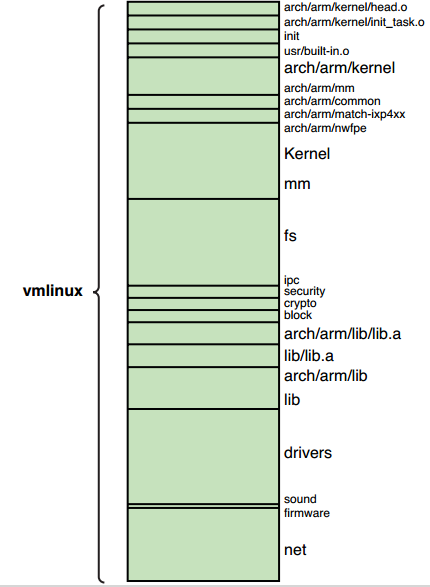 arch/arm/kernel/head.o
arch/arm/kernel/init_task.o
init
usr/built-in.o
arch/arm/kernel
arch/arm/mm
arch/arm/common
arch/arm/match-ixp4xx
arch/arm/nwfpe
Kernel
mm
fs
ipc
vmlinux
security
crypto
block
arch/arm/lib/lib.a
lib/lib.a
arch/arm/lib
lib
drivers
sound
firmware
net